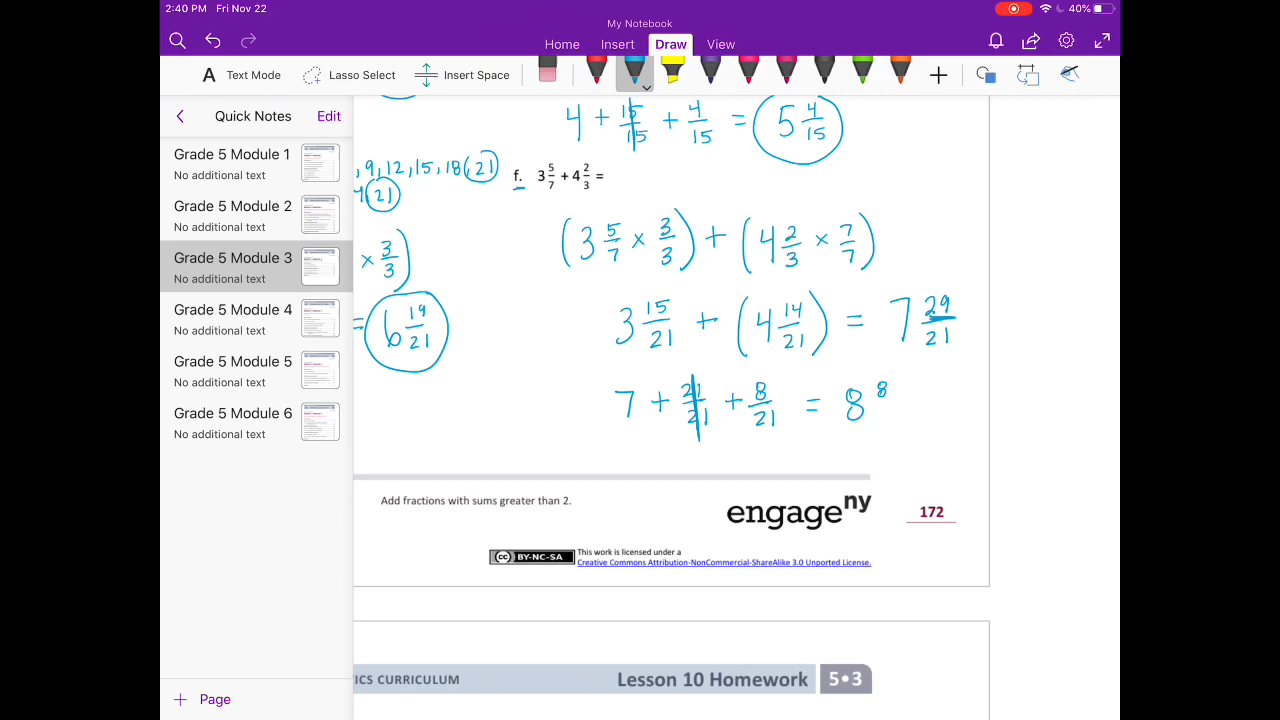 2:40 PM Fri Nov 22
40%
My Notebook
Home Insert Draw View
A Text Mode Lasso Select Insert Space
Quick Notes Edit
Grade 5 Module 1
No additional text
Grade 5 Module 2
No additional text
Grade 5 Module 3
No additional text
Grade 5 Module 4
No additional text
Grade 5 Module 5
No additional text
Grade 5 Module 6
No additional text
+ Page
4 + 15/15 + 4/15 = 5 4/15
, 9, 12, 15, 18, 21
21
× 3/3)
= 6 19/21
f. 3 5/7 + 4 2/3 =
(3 5/7 × 3/3) + (4 2/3 × 7/7)
3 15/21 + (4 14/21) = 7 29/21
7 + 21/21 + 8/21 = 8 8
Add fractions with sums greater than 2.
engage ny
172
cc BY-NC-SA
This work is licensed under a
Creative Commons Attribution-NonCommercial-ShareAlike 3.0 Unported License.
ICS CURRICULUM
Lesson 10 Homework 5•3